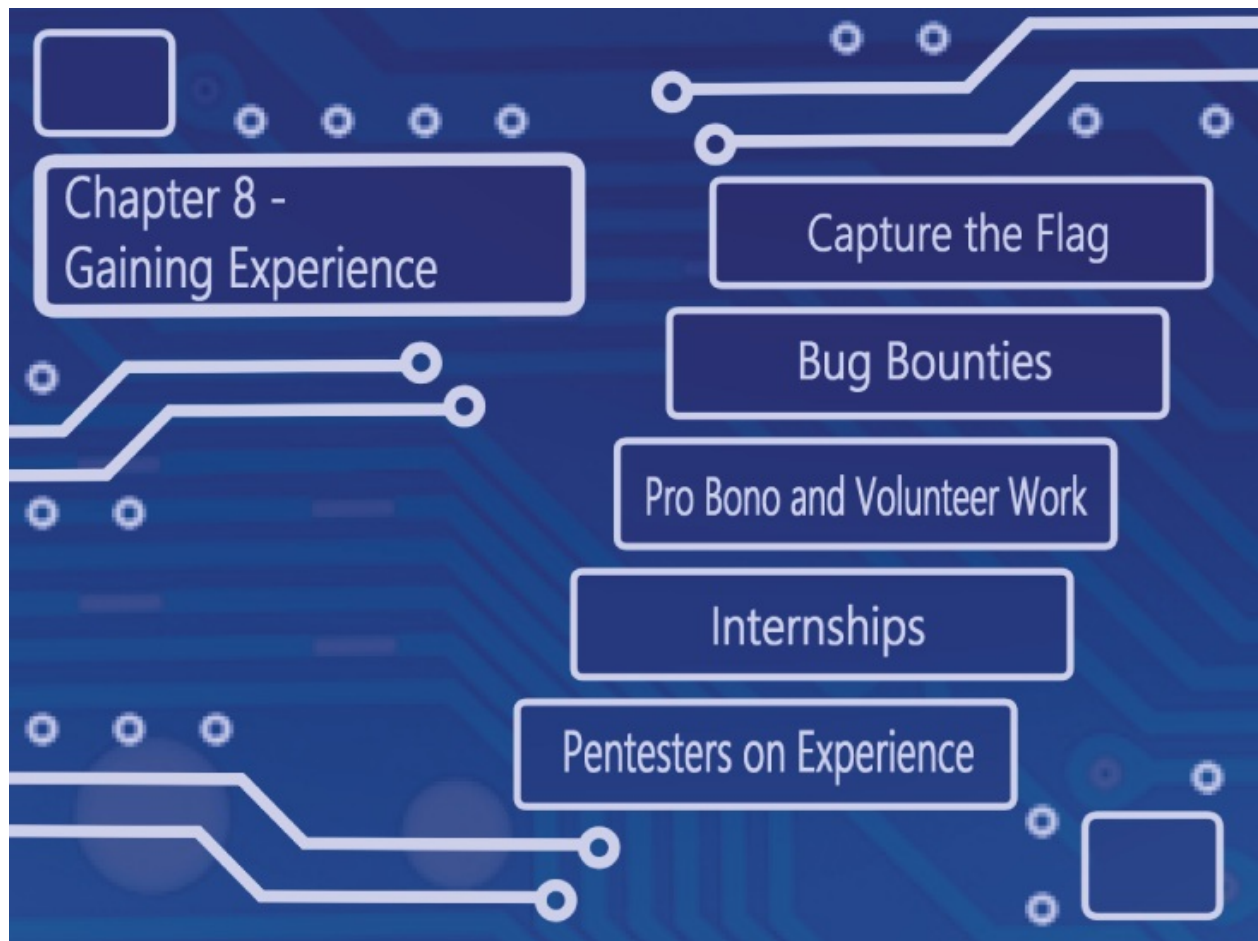 Chapter 8 -
Gaining Experience
Capture the Flag
Bug Bounties
Pro Bono and Volunteer Work
Internships
Pentesters on Experience